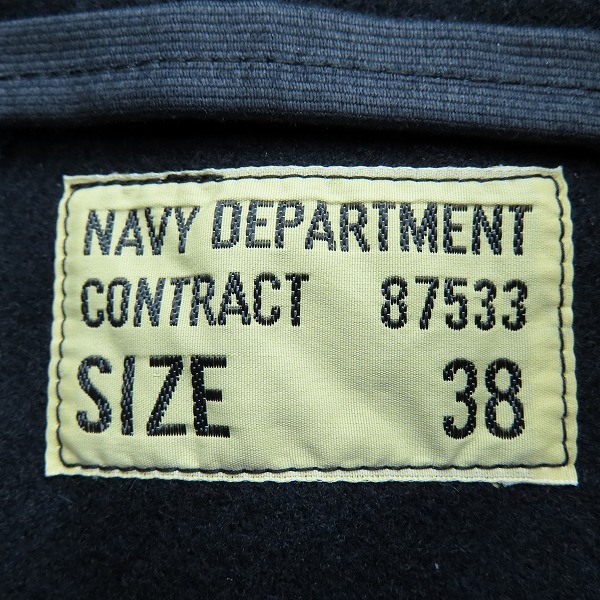 NAVY DEPARTMENT
CONTRACT 87533
SIZE 38